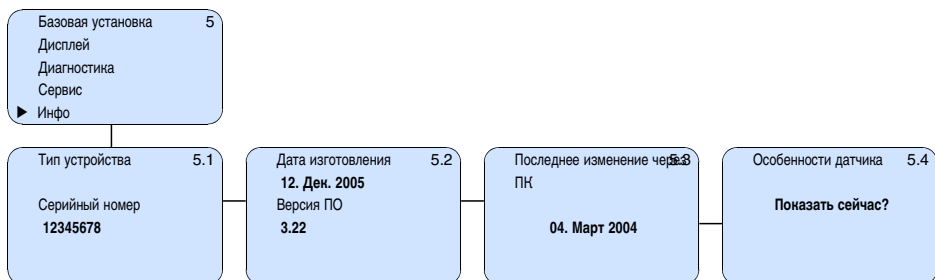 Базовая установка 5
Дисплей
Диагностика
Сервис
▶ Инфо
Тип устройства 5.1
Серийный номер
12345678
Дата изготовления 5.2
12. Дек. 2005
Версия ПО
3.22
Последнее изменение через 5.3
ПК
04. Март 2004
Особенности датчика 5.4
Показать сейчас?